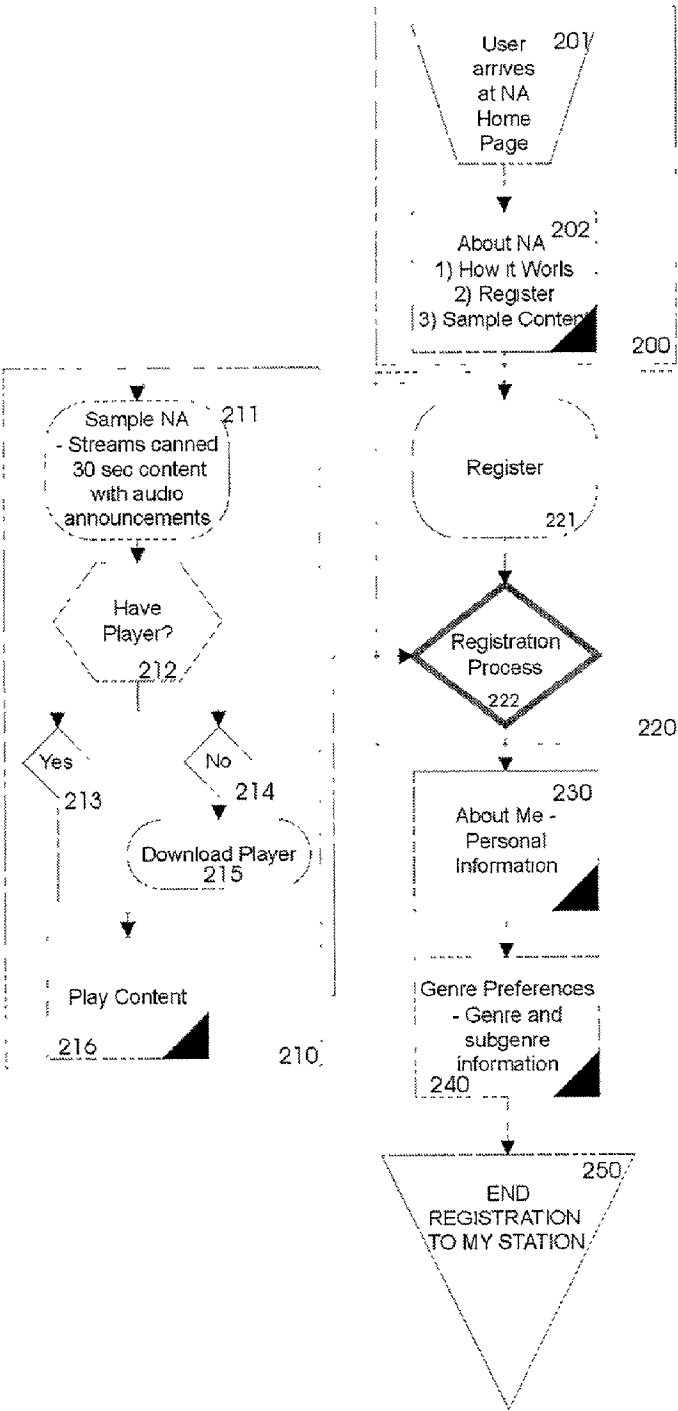 User
arrives
at NA
Home
Page
201
About NA
1) How it Worls
2) Register
3) Sample Content
202
200
Sample NA
- Streams canned
30 sec content
with audio
announcements
211
Have
Player?
212
Yes
213
No
214
Download Player
215
Play Content
216
210
Register
221
Registration
Process
222
220
230
About Me -
Personal
Information
Genre Preferences
- Genre and
subgenre
information
240
250
END
REGISTRATION
TO MY STATION